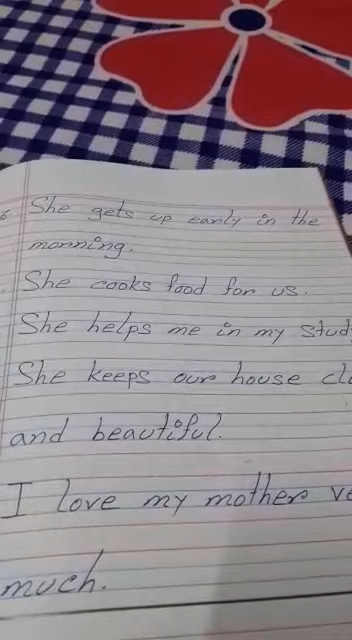 6 She gets up early in the
morning.
She cooks food for us.
She helps me in my
She keeps our house
and beautiful.
I love my mother
much.